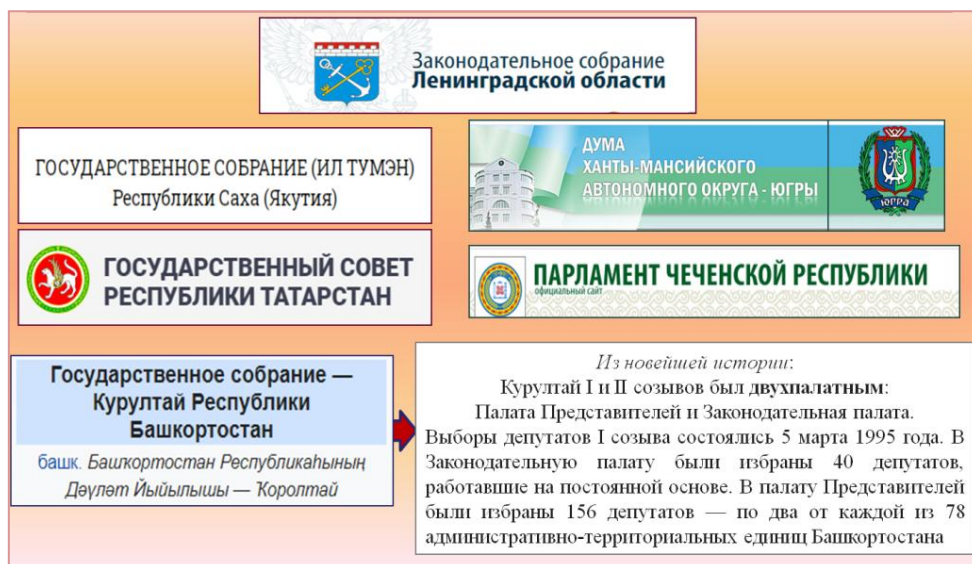 Законодательное собрание
Ленинградской области
ГОСУДАРСТВЕННОЕ СОБРАНИЕ (ИЛ ТУМЭН)
Республики Саха (Якутия)
ДУМА
ХАНТЫ-МАНСИЙСКОГО
АВТОНОМНОГО ОКРУГА - ЮГРЫ
ЮГРА
ГОСУДАРСТВЕННЫЙ СОВЕТ
РЕСПУБЛИКИ ТАТАРСТАН
ПАРЛАМЕНТ ЧЕЧЕНСКОЙ РЕСПУБЛИКИ
официальный сайт
Государственное собрание —
Курултай Республики
Башкортостан
башк. Башҡортостан Республикаһының
Дәүләт Йыйылышы — Ҡоролтай
Из новейшей истории:
Курултай I и II созывов был двухпалатным:
Палата Представителей и Законодательная палата.
Выборы депутатов I созыва состоялись 5 марта 1995 года. В
Законодательную палату были избраны 40 депутатов,
работавшие на постоянной основе. В палату Представителей
были избраны 156 депутатов — по два от каждой из 78
административно-территориальных единиц Башкортостана